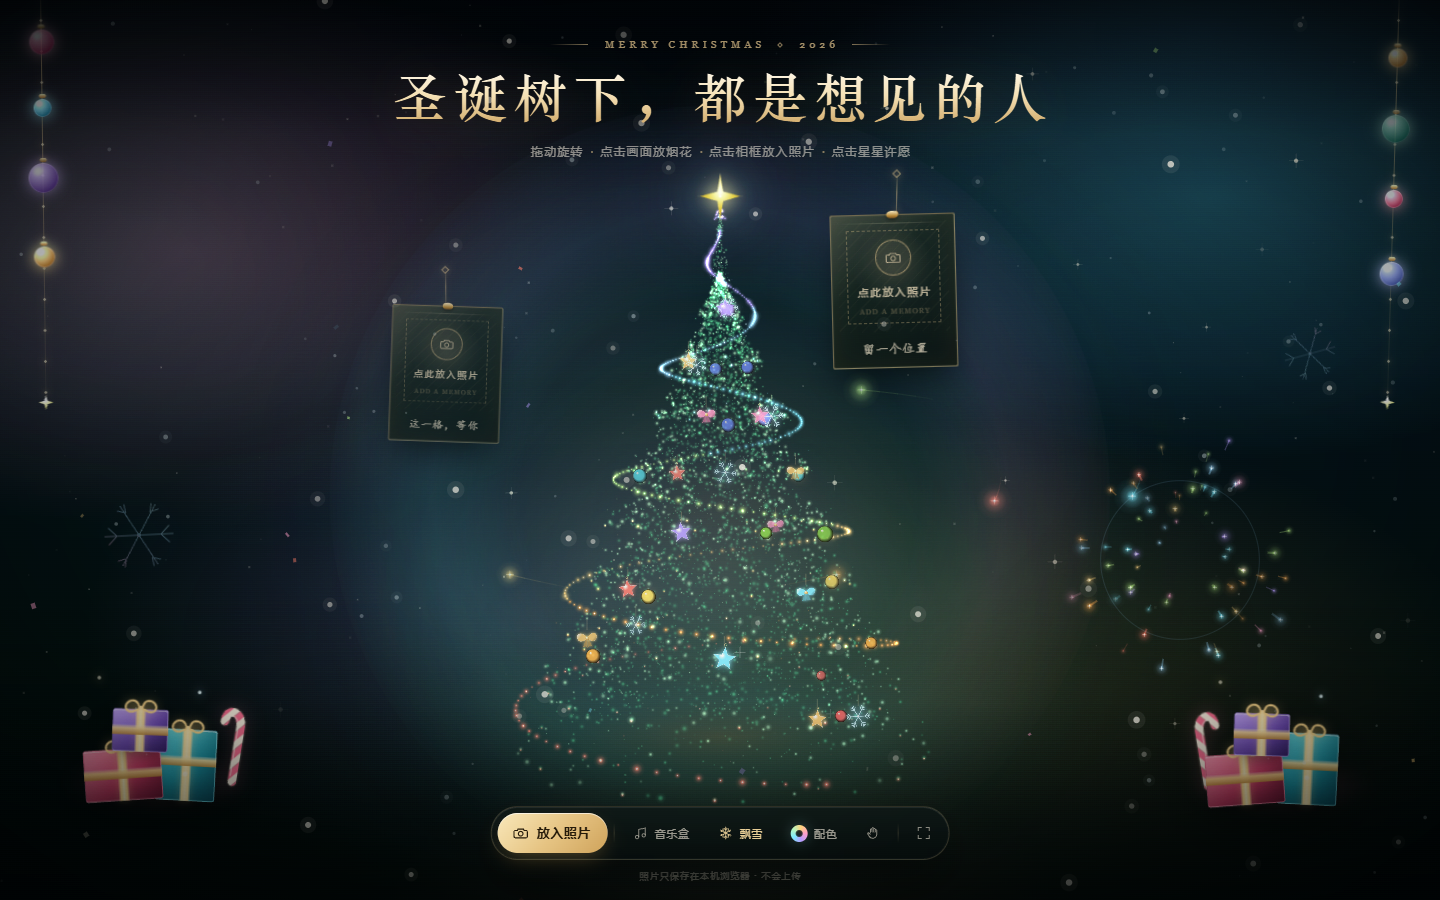 MERRY CHRISTMAS ◇ 2026
圣诞树下，都是想见的人
拖动旋转 · 点击画面放烟花 · 点击相框放入照片 · 点击星星许愿
点此放入照片
ADD A MEMORY
留一个位置
点此放入照片
ADD A MEMORY
这一格，等你
放入照片
音乐盒
飘雪
配色
照片只保存在本机浏览器 · 不会上传